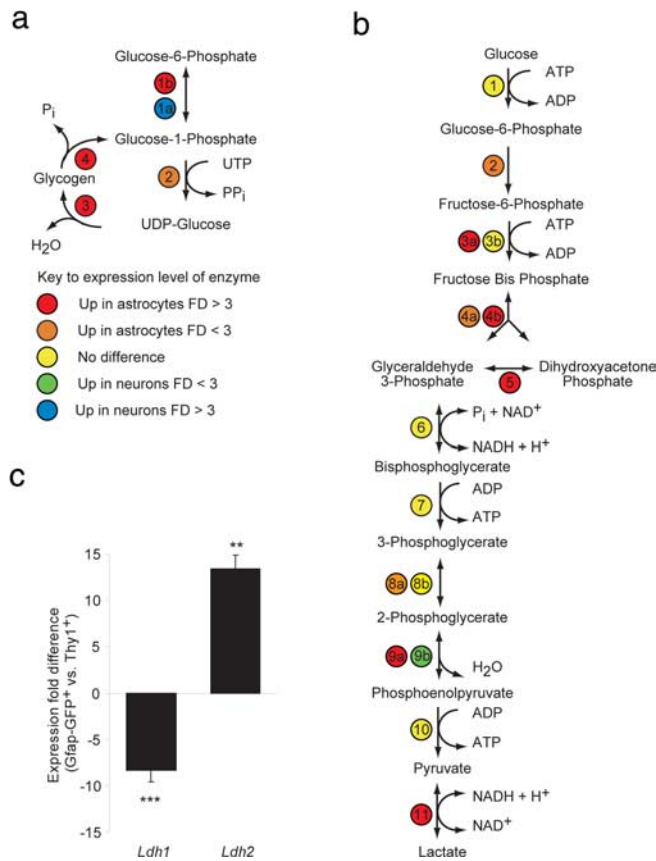 a
Glucose-6-Phosphate
1b
1a
Pi
Glucose-1-Phosphate
4
UTP
Glycogen
2
PPi
3
UDP-Glucose
H2O
Key to expression level of enzyme
Up in astrocytes FD > 3
Up in astrocytes FD < 3
No difference
Up in neurons FD < 3
Up in neurons FD > 3
b
Glucose
ATP
1
ADP
Glucose-6-Phosphate
2
Fructose-6-Phosphate
ATP
3a 3b
ADP
Fructose Bis Phosphate
4a 4b
Glyceraldehyde
3-Phosphate
Dihydroxyacetone
Phosphate
5
Pi + NAD+
6
NADH + H+
Bisphosphoglycerate
ADP
7
ATP
3-Phosphoglycerate
8a 8b
2-Phosphoglycerate
9a 9b
H2O
Phosphoenolpyruvate
ADP
10
ATP
Pyruvate
NADH + H+
11
NAD+
Lactate
c
Expression fold difference
(Gfap-GFP+ vs. Thy1+)
15
10
5
0
-5
-10
-15
**
***
Ldh1
Ldh2